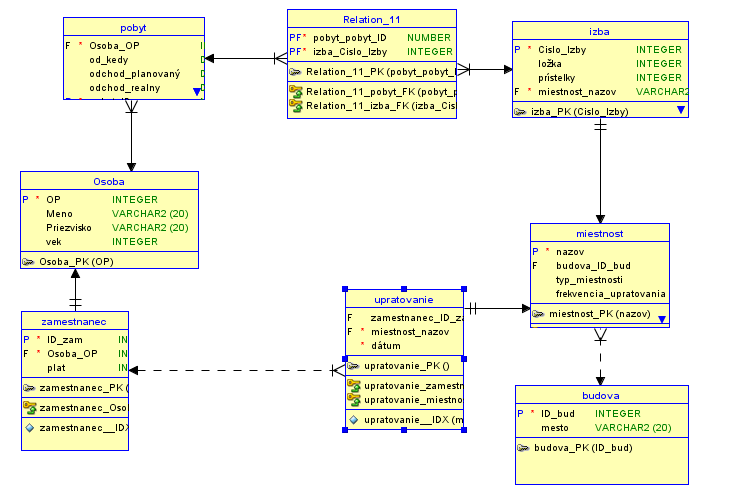 pobyt
F * Osoba_OP
od_kedy
odchod_planovaný
odchod_realny
Relation_11
PF* pobyt_pobyt_ID NUMBER
PF* izba_Cislo_Izby INTEGER
Relation_11_PK (pobyt_pobyt_
Relation_11_pobyt_FK (pobyt_p
Relation_11_izba_FK (izba_Cis
izba
P * Cislo_Izby INTEGER
ložka INTEGER
pristelky INTEGER
F * miestnost_nazov VARCHAR2
izba_PK (Cislo_Izby)
Osoba
P * OP INTEGER
Meno VARCHAR2 (20)
Priezvisko VARCHAR2 (20)
vek INTEGER
Osoba_PK (OP)
miestnost
P * nazov
F budova_ID_bud
typ_miestnosti
frekvencia_upratovania
miestnost_PK (nazov)
zamestnanec
P * ID_zam IN
F * Osoba_OP IN
plat IN
zamestnanec_PK (
zamestnanec_Oso
zamestnanec__IDX
upratovanie
F zamestnanec_ID_za
F * miestnost_nazov
* dátum
upratovanie_PK ()
upratovanie_zamestr
upratovanie_miestno
upratovanie__IDX (m
budova
P * ID_bud INTEGER
mesto VARCHAR2 (20)
budova_PK (ID_bud)